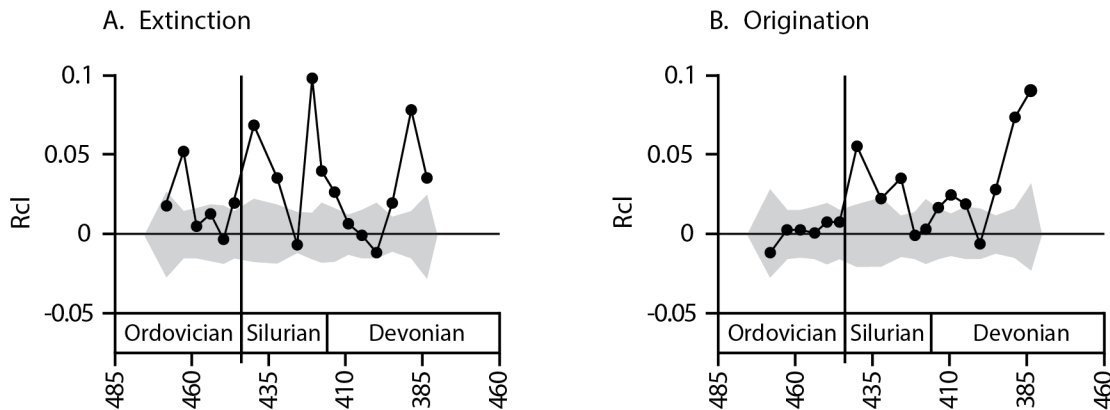 A. Extinction
0.1
0.05
0
-0.05
Rcl
Ordovician Silurian Devonian
485 460 435 410 385 460
B. Origination
0.1
0.05
0
-0.05
Rcl
Ordovician Silurian Devonian
485 460 435 410 385 460